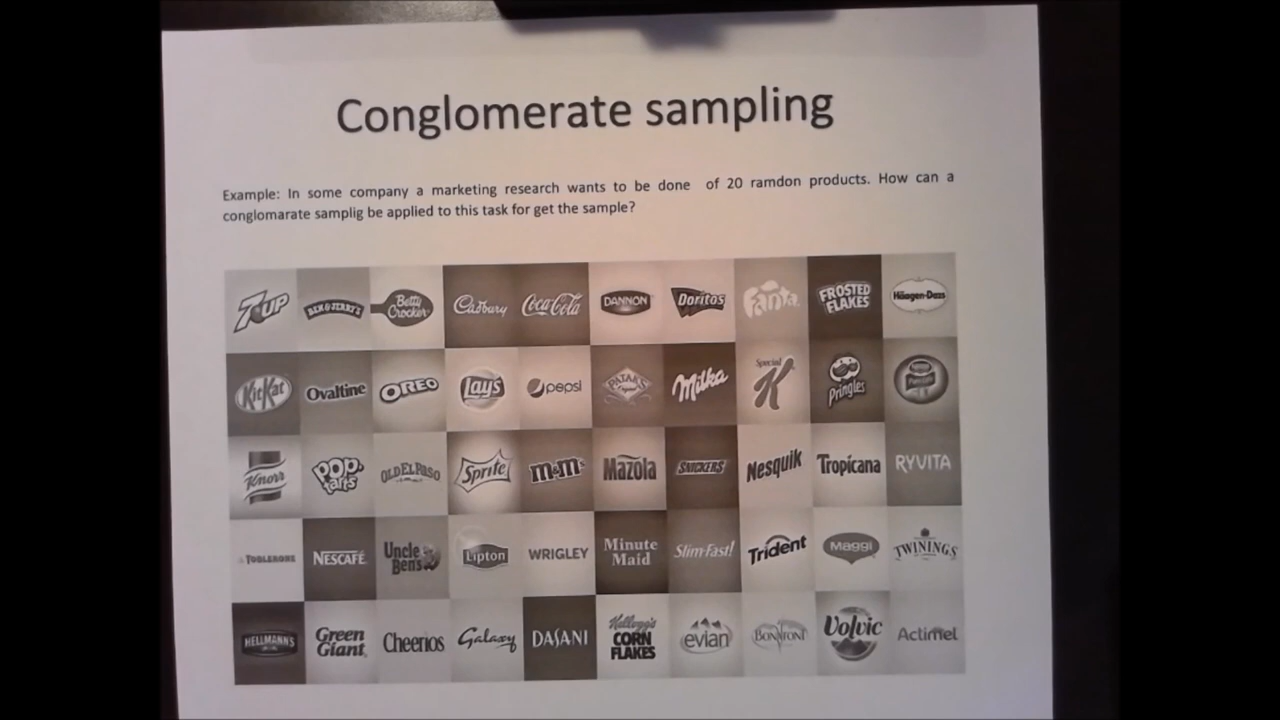 Conglomerate sampling
Example: In some company a marketing research wants to be done of 20 ramdon products. How can a
conglomarate samplig be applied to this task for get the sample?
7UP BEN & JERRY'S Betty Crocker Cadbury Coca-Cola DANNON Doritos Fanta FROSTED FLAKES Häagen-Dazs
KitKat Ovaltine OREO Lays pepsi PATAK'S Milka Special K Pringles
Knorr POP. tarts OLD EL PASO Sprite m&m's Mazola SNICKERS Nesquik Tropicana RYVITA
TOBLERONE NESCAFÉ Uncle Ben's Lipton WRIGLEY Minute Maid Slim·Fast! Trident MAGGI TWININGS
HELLMANN'S Green Giant Cheerios Galaxy DASANI Kellogg's CORN FLAKES evian BONAFONT Volvic Actimel